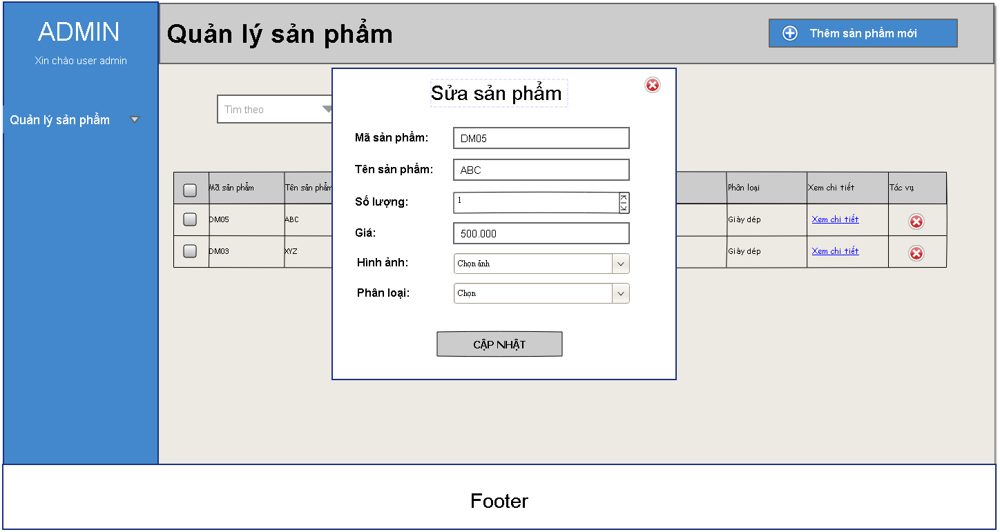 ADMIN
Xin chào user admin
Quản lý sản phẩm
Quản lý sản phẩm
Thêm sản phẩm mới
Tìm theo
Mã sản phẩm
Tên sản phẩm
Phân loại
Xem chi tiết
Tác vụ
DM05
ABC
Giày dép
Xem chi tiết
DM03
XYZ
Giày dép
Xem chi tiết
Sửa sản phẩm
Mã sản phẩm:
DM05
Tên sản phẩm:
ABC
Số lượng:
1
Giá:
500.000
Hình ảnh:
Chọn ảnh
Phân loại:
Chọn
CẬP NHẬT
Footer